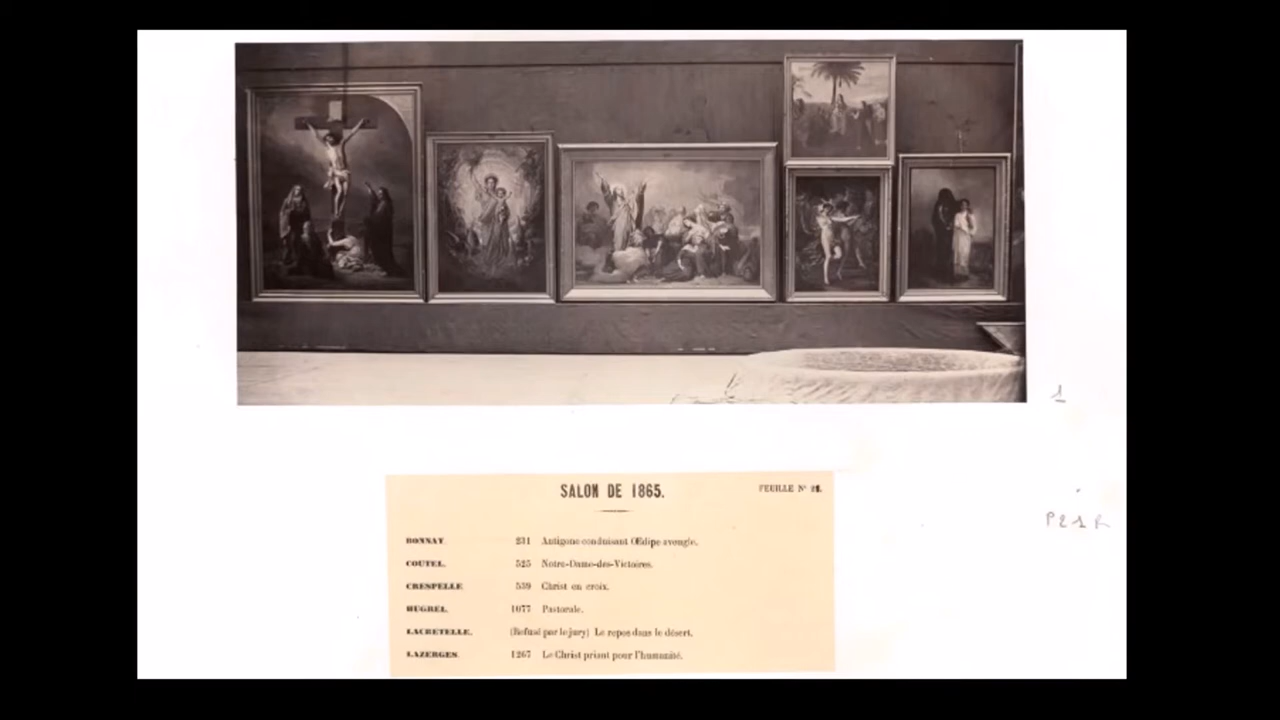 1
SALON DE 1865.
FEUILLE N° 21.
BONNAT. 231 Antigone conduisant Œdipe aveugle.
COUTEL. 525 Notre-Dame-des-Victoires.
CRESPELLE. 539 Christ en croix.
HUGREL. 1077 Pastorale.
LACRETELLE. (Refusé par le jury) Le repos dans le désert.
LAZERGES. 1267 Le Christ priant pour l'humanité.
P21R